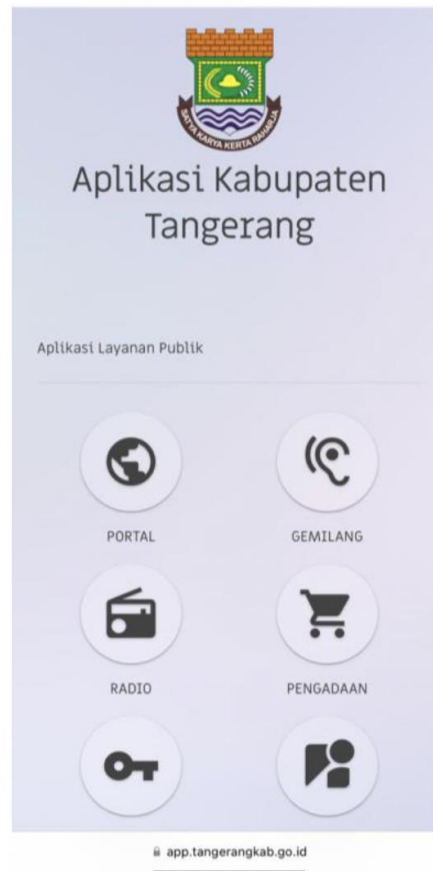 SATYA KARYA KERTA RAHARJA
Aplikasi Kabupaten
Tangerang
Aplikasi Layanan Publik
PORTAL GEMILANG
RADIO PENGADAAN
app.tangerangkab.go.id